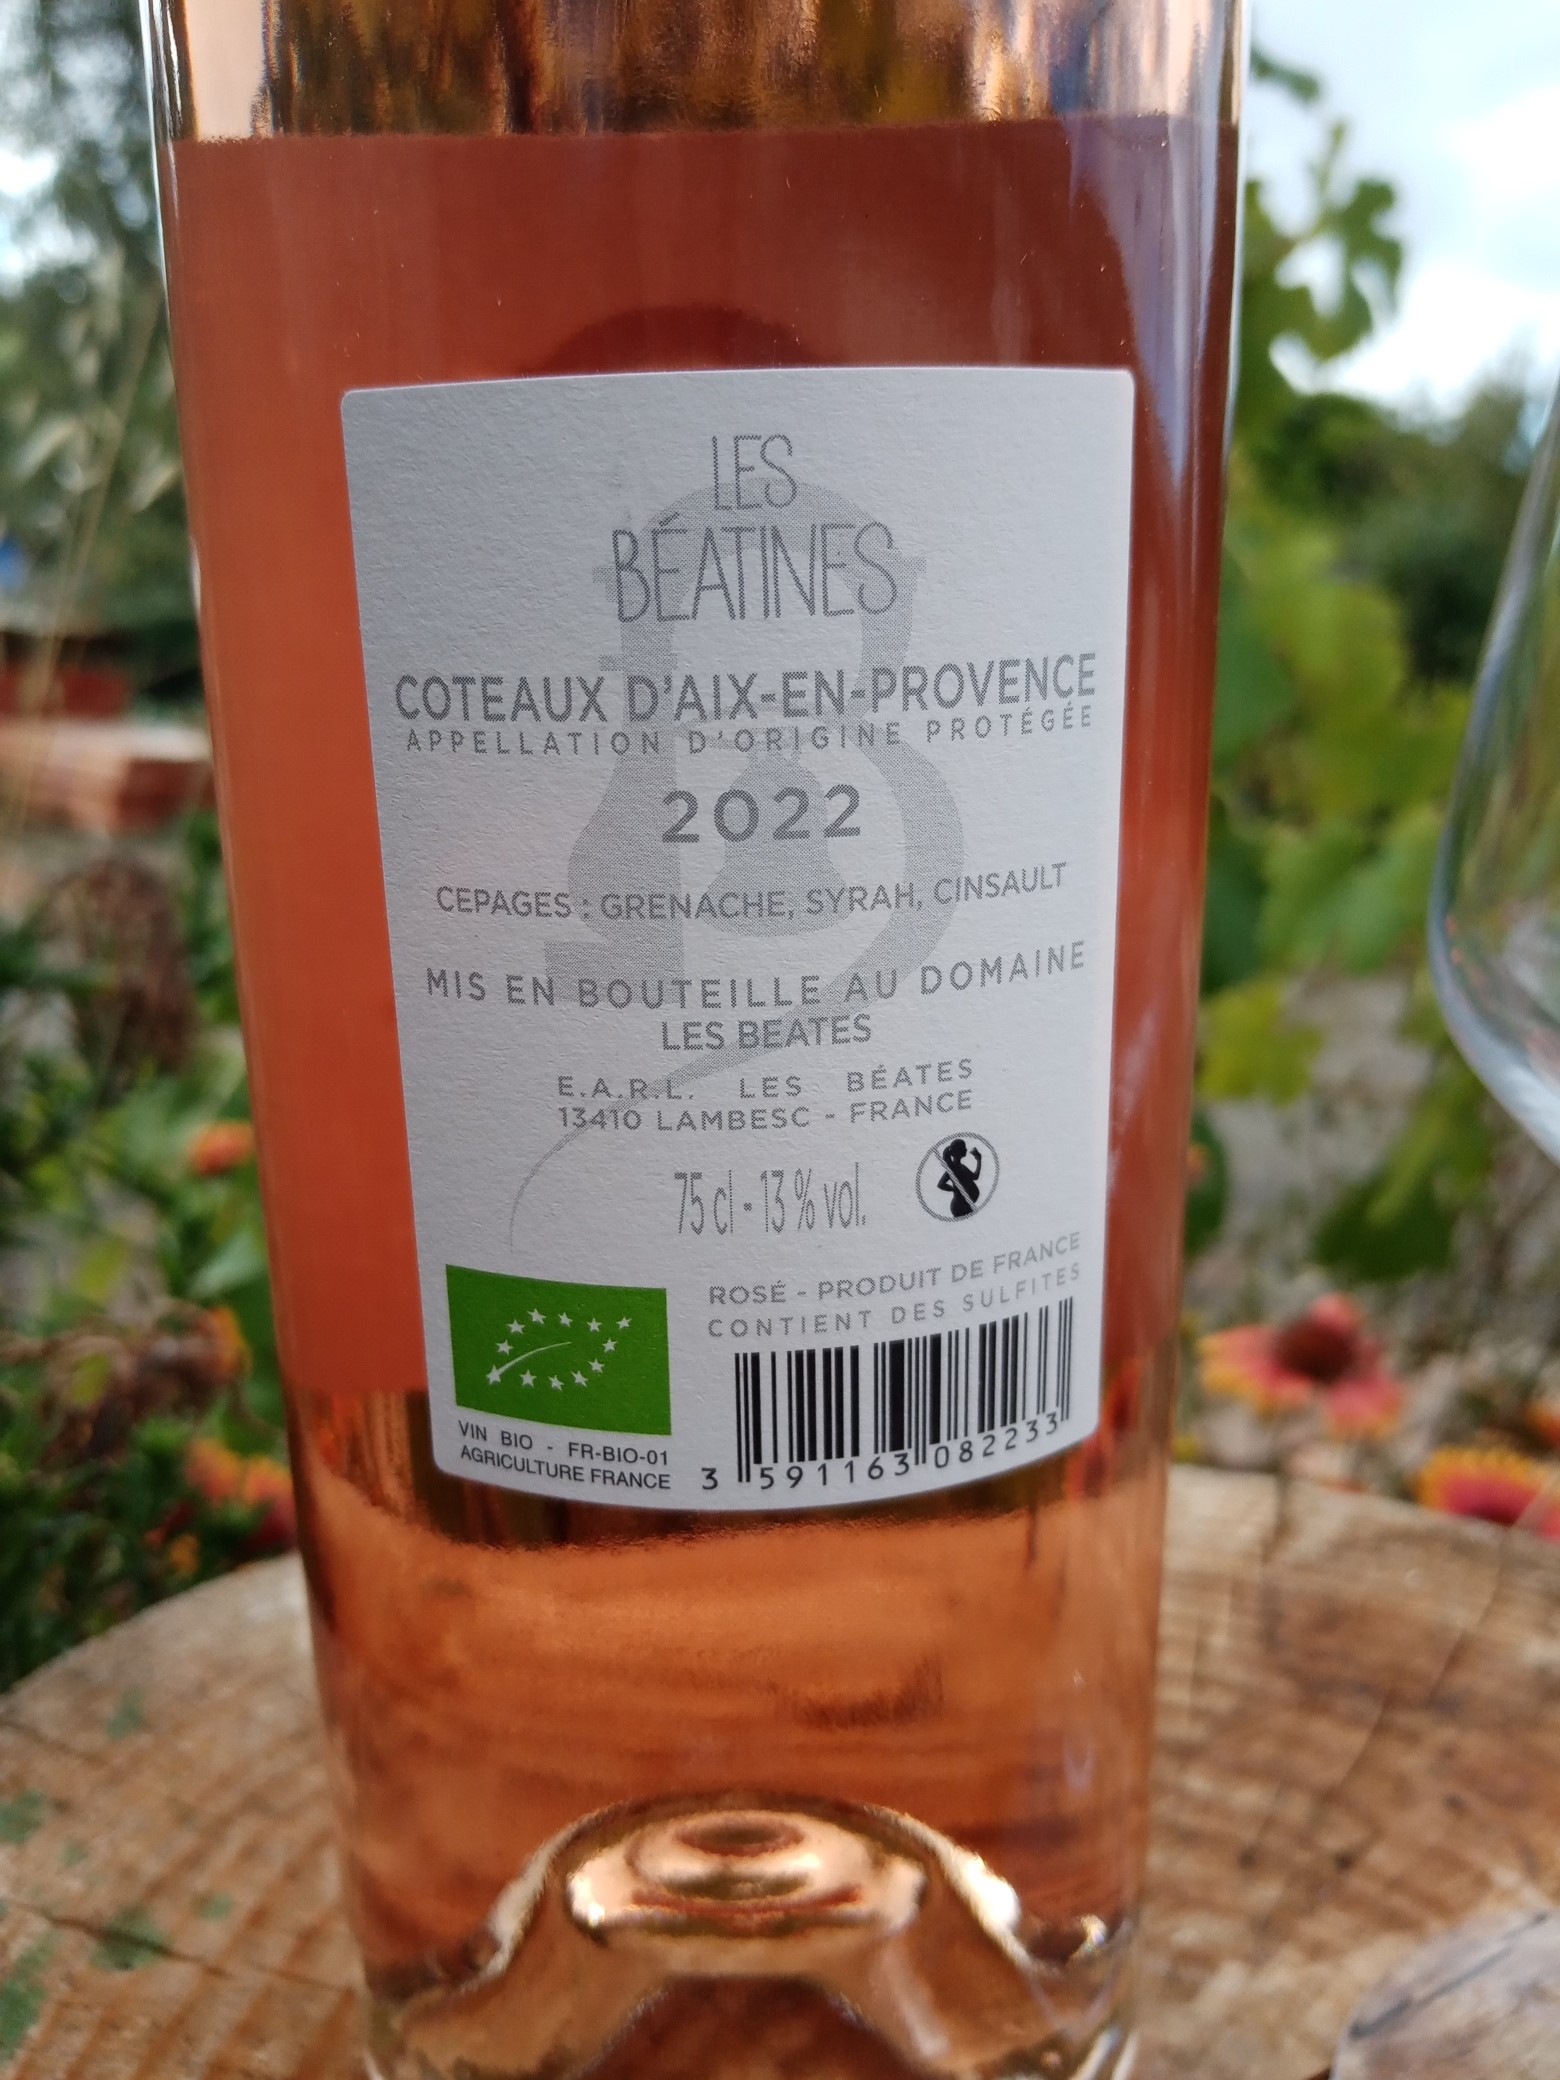 LES
BÉATINES
COTEAUX D'AIX-EN-PROVENCE
APPELLATION D'ORIGINE PROTÉGÉE
2022
CEPAGES : GRENACHE, SYRAH, CINSAULT
MIS EN BOUTEILLE AU DOMAINE
LES BEATES
E.A.R.L. LES BÉATES
13410 LAMBESC - FRANCE
75 cl - 13 % vol.
ROSÉ - PRODUIT DE FRANCE
CONTIENT DES SULFITES
VIN BIO - FR-BIO-01
AGRICULTURE FRANCE
3 591163 082233